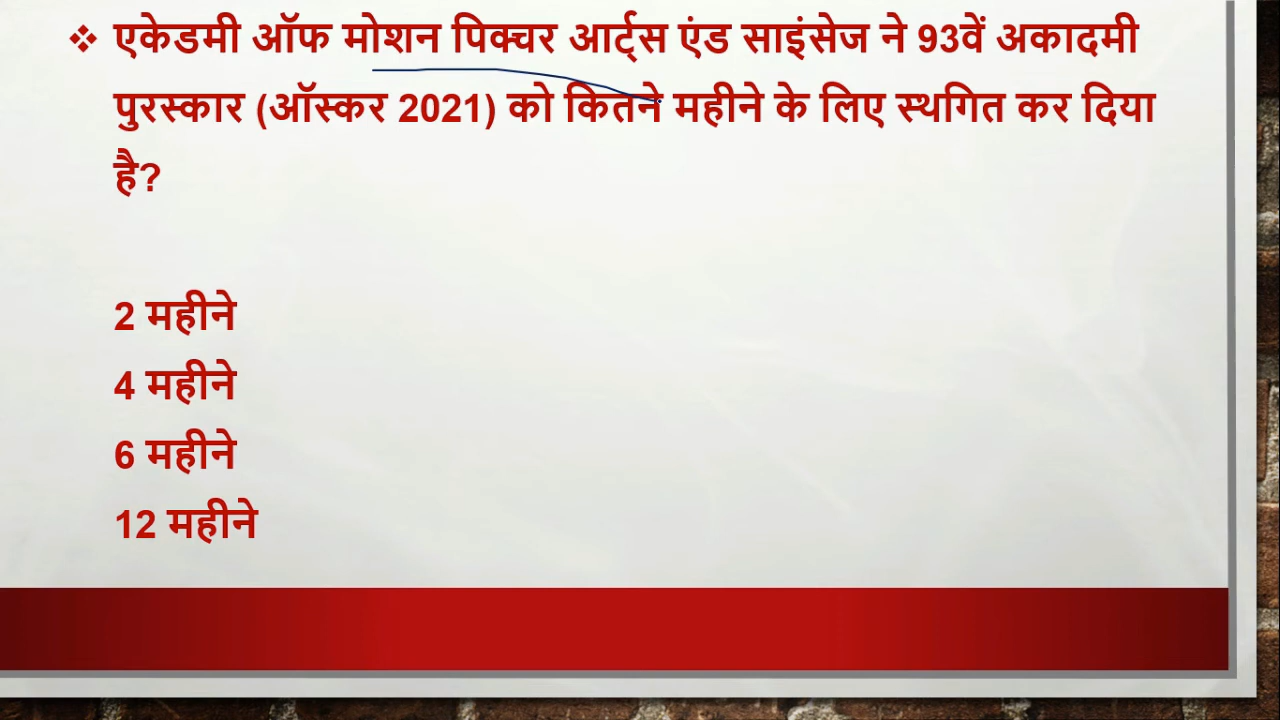 ❖ एकेडमी ऑफ मोशन पिक्चर आर्ट्स एंड साइंसेज ने 93वें अकादमी
पुरस्कार (ऑस्कर 2021) को कितने महीने के लिए स्थगित कर दिया
है?
2 महीने
4 महीने
6 महीने
12 महीने